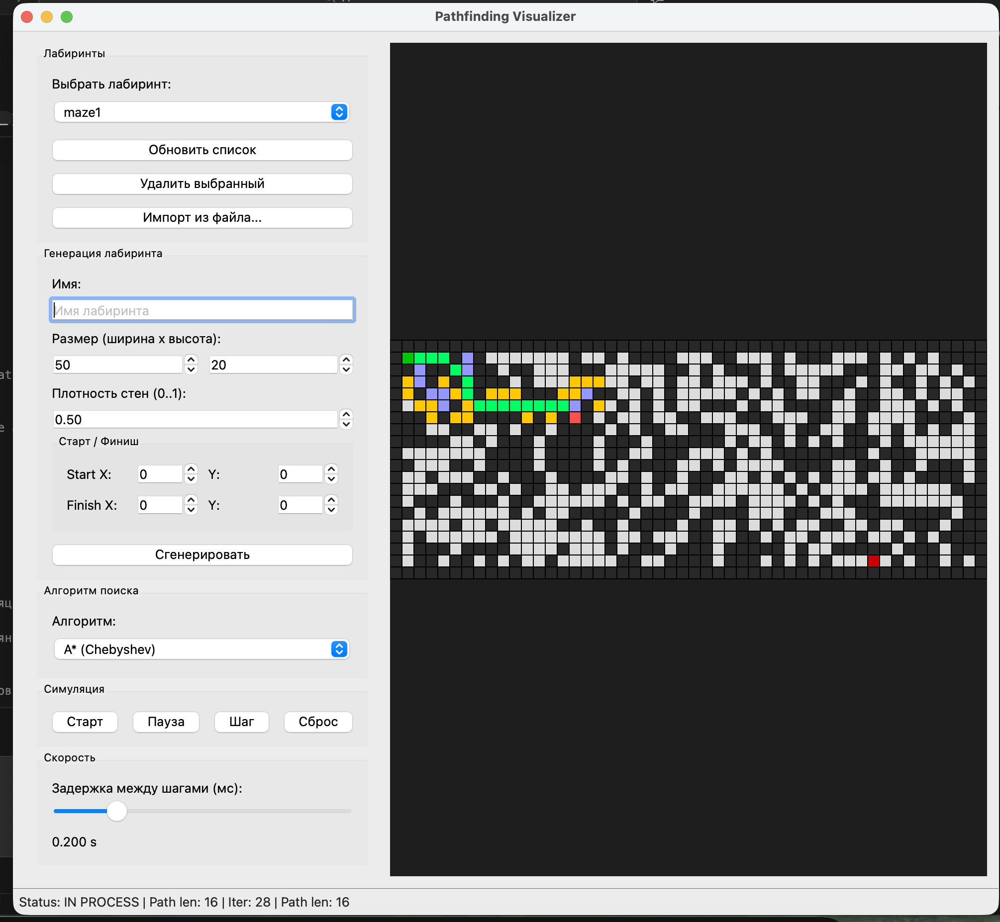 Pathfinding Visualizer
Лабиринты
Выбрать лабиринт:
maze1
Обновить список
Удалить выбранный
Импорт из файла...
Генерация лабиринта
Имя:
Имя лабиринта
Размер (ширина x высота):
50 20
Плотность стен (0..1):
0.50
Старт / Финиш
Start X: 0 Y: 0
Finish X: 0 Y: 0
Сгенерировать
Алгоритм поиска
Алгоритм:
A* (Chebyshev)
Симуляция
Старт Пауза Шаг Сброс
Скорость
Задержка между шагами (мс):
0.200 s
Status: IN PROCESS | Path len: 16 | Iter: 28 | Path len: 16